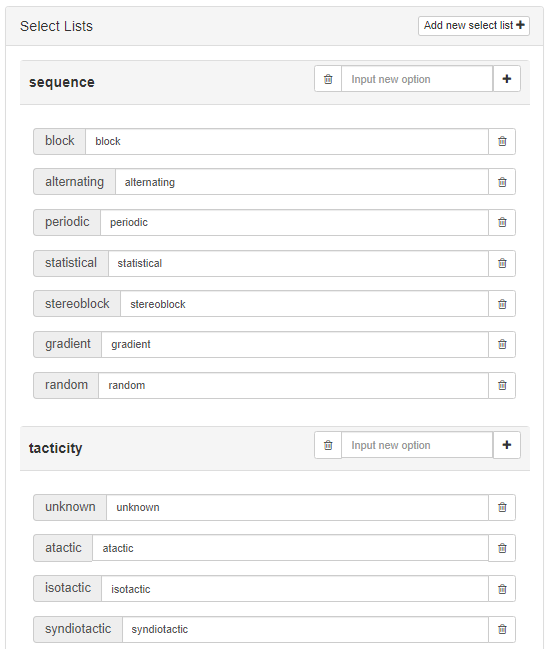 Select Lists Add new select list
sequence Input new option
block block
alternating alternating
periodic periodic
statistical statistical
stereoblock stereoblock
gradient gradient
random random
tacticity Input new option
unknown unknown
atactic atactic
isotactic isotactic
syndiotactic syndiotactic